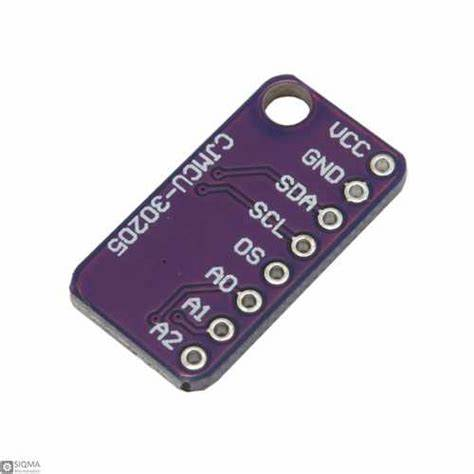 CJMCU-30205
VCC
GND
SDA
SCL
OS
A0
A1
A2
SIQMA